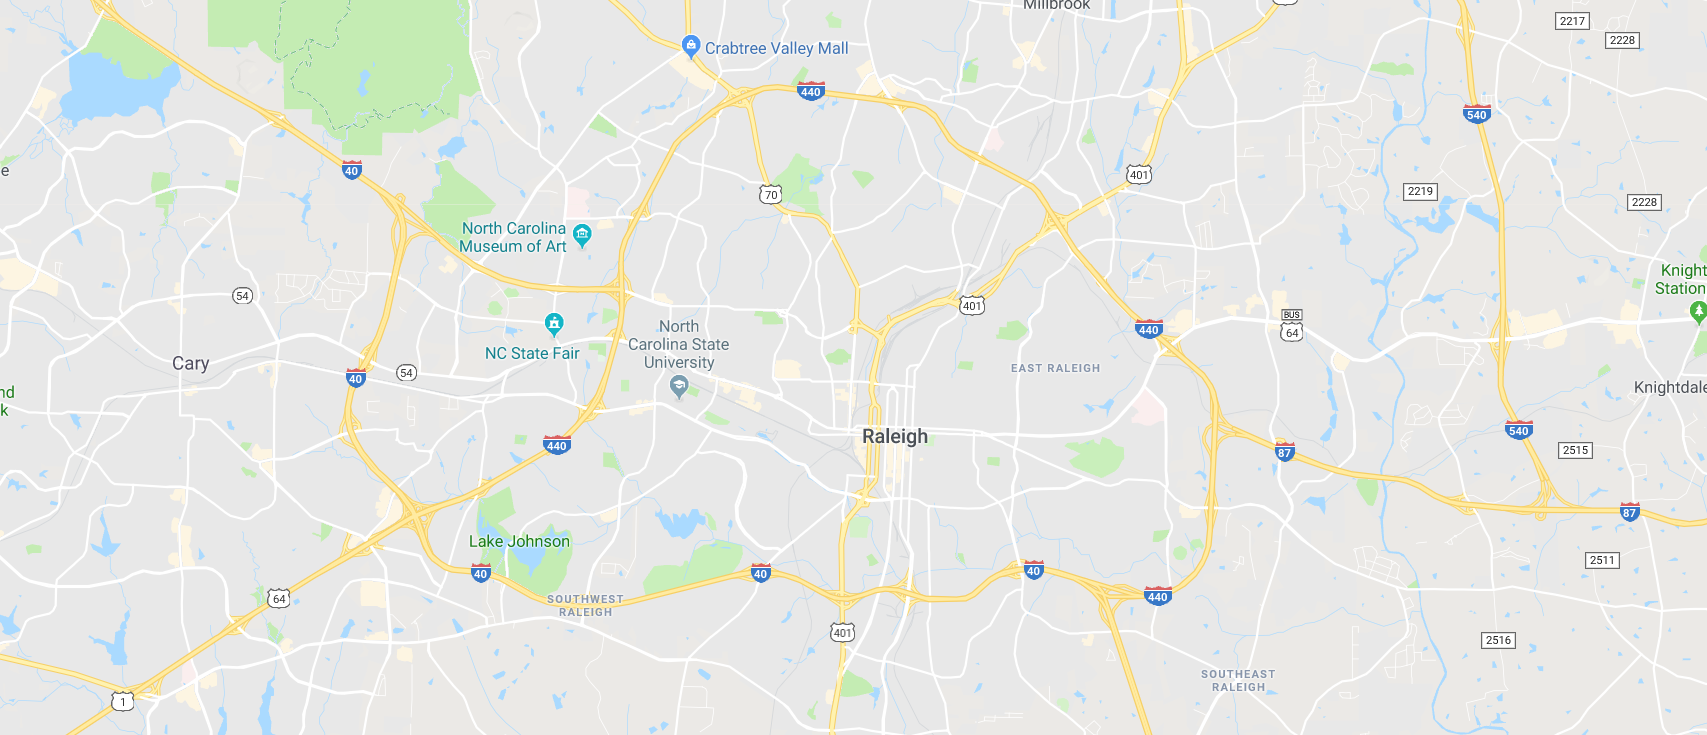 Millbrook
2217
2228
Crabtree Valley Mall
440
540
40
401
2219
70
2228
North Carolina
Museum of Art
Knight
Station
54
401
BUS
64
440
North
Carolina State
University
NC State Fair
Cary
54
EAST RALEIGH
40
Knightdale
nd
k
e
Raleigh
440
540
87
2515
87
Lake Johnson
40
40
40
2511
64
440
SOUTHWEST
RALEIGH
401
2516
SOUTHEAST
RALEIGH
1